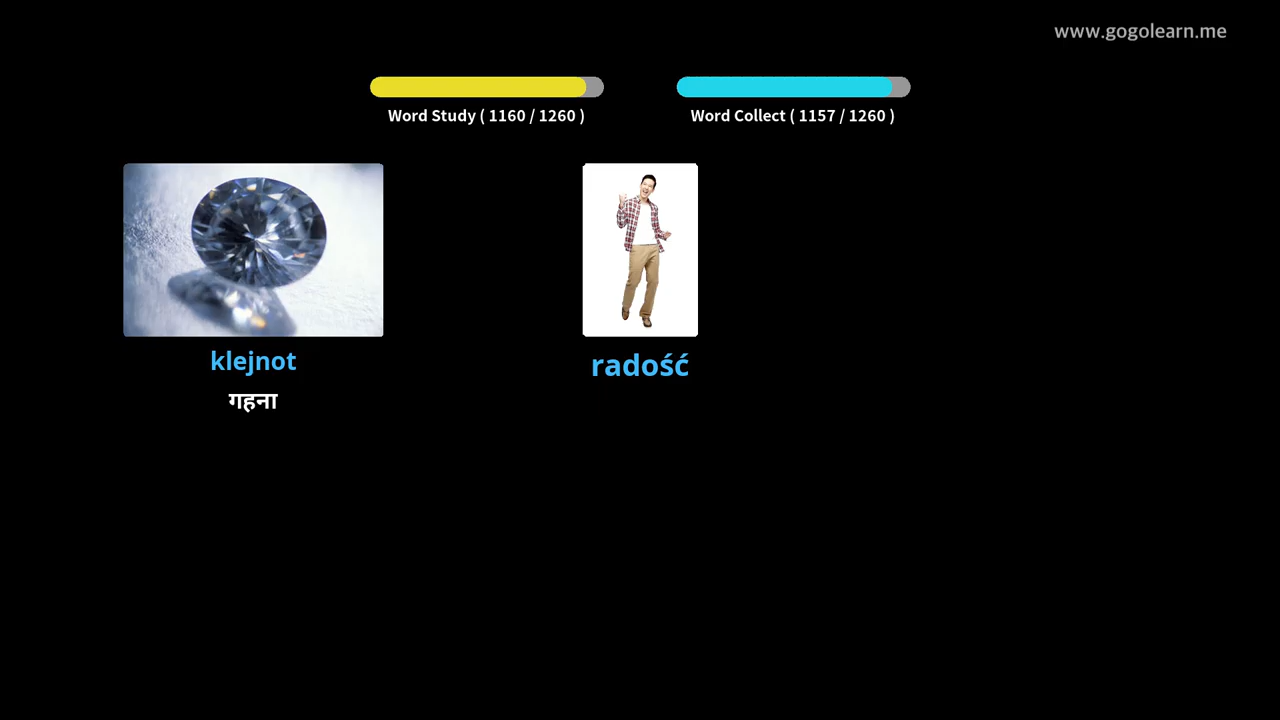 www.gogolearn.me
Word Study ( 1160 / 1260 )
Word Collect ( 1157 / 1260 )
klejnot
गहना
radość